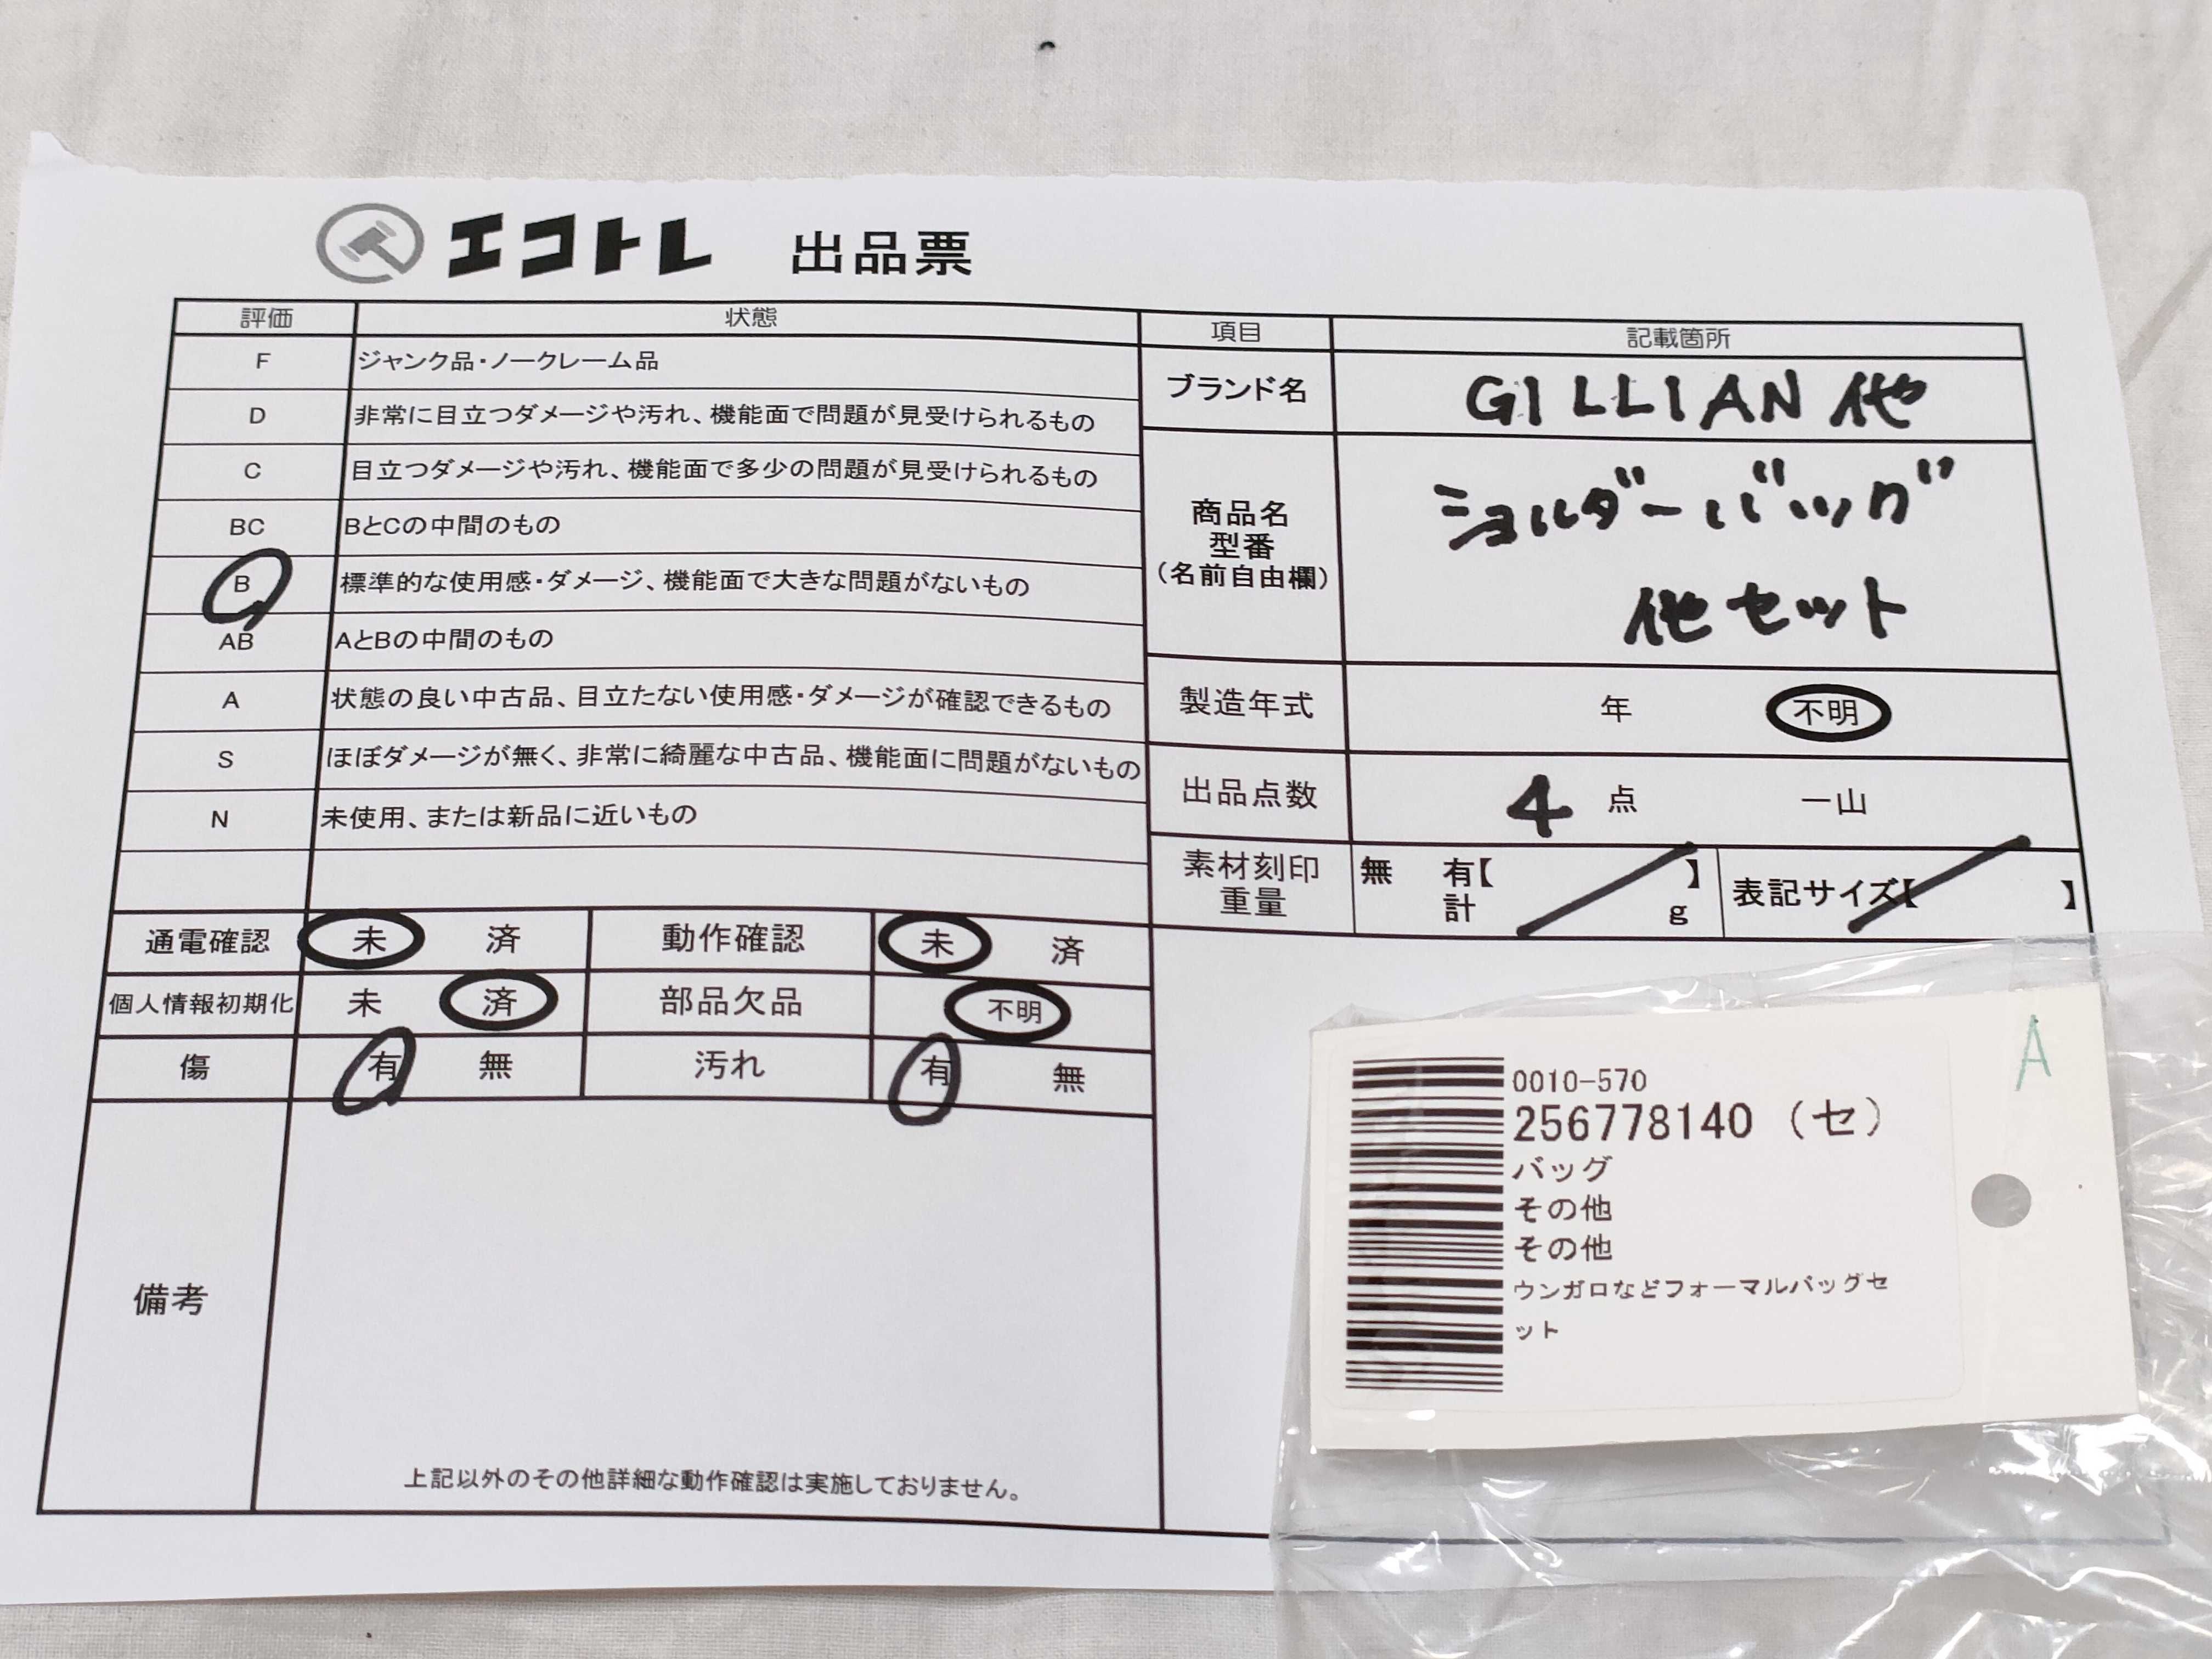 エコトレ 出品票
評価 状態
F ジャンク品・ノークレーム品
D 非常に目立つダメージや汚れ、機能面で問題が見受けられるもの
C 目立つダメージや汚れ、機能面で多少の問題が見受けられるもの
BC BとCの中間のもの
B 標準的な使用感・ダメージ、機能面で大きな問題がないもの
AB AとBの中間のもの
A 状態の良い中古品、目立たない使用感・ダメージが確認できるもの
S ほぼダメージが無く、非常に綺麗な中古品、機能面に問題がないもの
N 未使用、または新品に近いもの
通電確認 未 済 動作確認 未 済
個人情報初期化 未 済 部品欠品 不明
傷 有 無 汚れ 有 無
備考
上記以外のその他詳細な動作確認は実施しておりません。
項目 記載箇所
ブランド名 GILLIAN 他
商品名
型番
(名前自由欄)
ショルダーバッグ
他セット
製造年式 年 不明
出品点数 4 点 一山
素材刻印
重量
無 有【 】
計 g
表記サイズ【 】
A
0010-570
256778140 (セ)
バッグ
その他
その他
ウンガロなどフォーマルバッグセ
ット